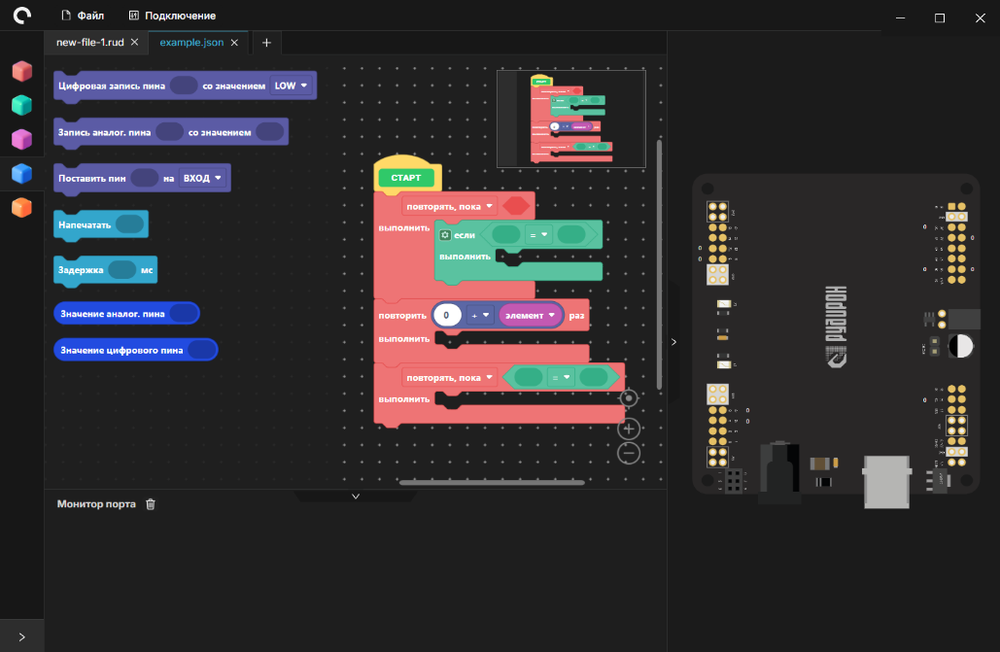 Файл
Подключение
new-file-1.rud
example.json
Цифровая запись пина со значением LOW
Запись аналог. пина со значением
Поставить пин на ВХОД
Напечатать
Задержка мс
Значение аналог. пина
Значение цифрового пина
СТАРТ
повторять, пока
выполнить
если =
выполнить
повторить 0 + элемент раз
выполнить
повторять, пока =
выполнить
Монитор порта